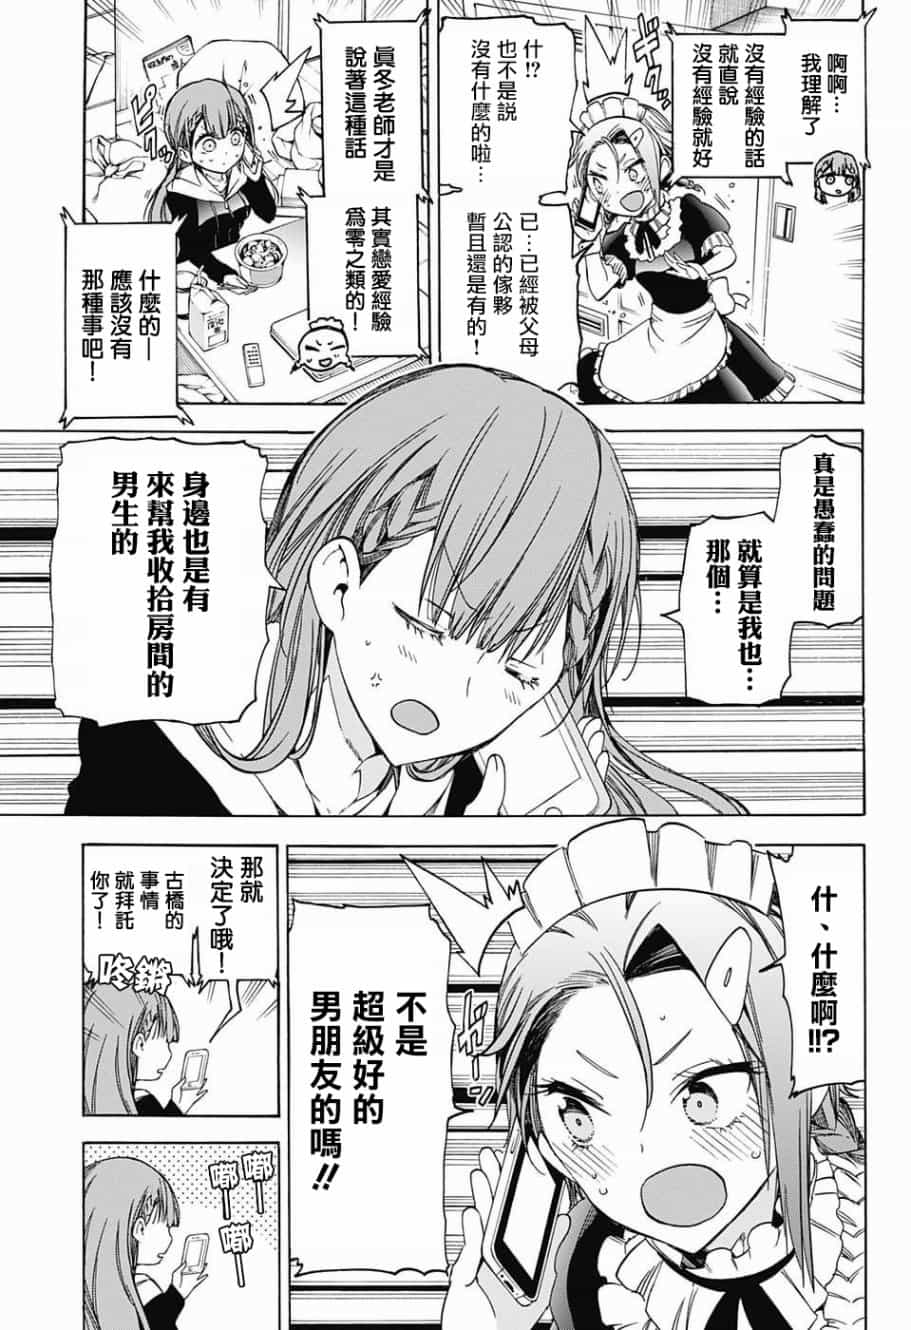 啊啊…
我理解了
沒有經驗的話
就直說
沒有經驗就好
什!?
也不是説
沒有什麼的啦…
已…已經被父母
公認的傢夥
暫且還是有的！
眞冬老師才是
說著這種話
其實戀愛經驗
爲零之類的！
什麼的—
應該沒有
那種事吧！
真是愚蠢的問題
就算是我也…
那個…
身邊也是有
來幫我收拾房間的
男生的
什、什麼啊!!?
不是
超級好的
男朋友的嗎!!
那就
決定了哦！
古橋的
事情
就拜託
你了！
咚鏘
嘟—
嘟—
嘟—